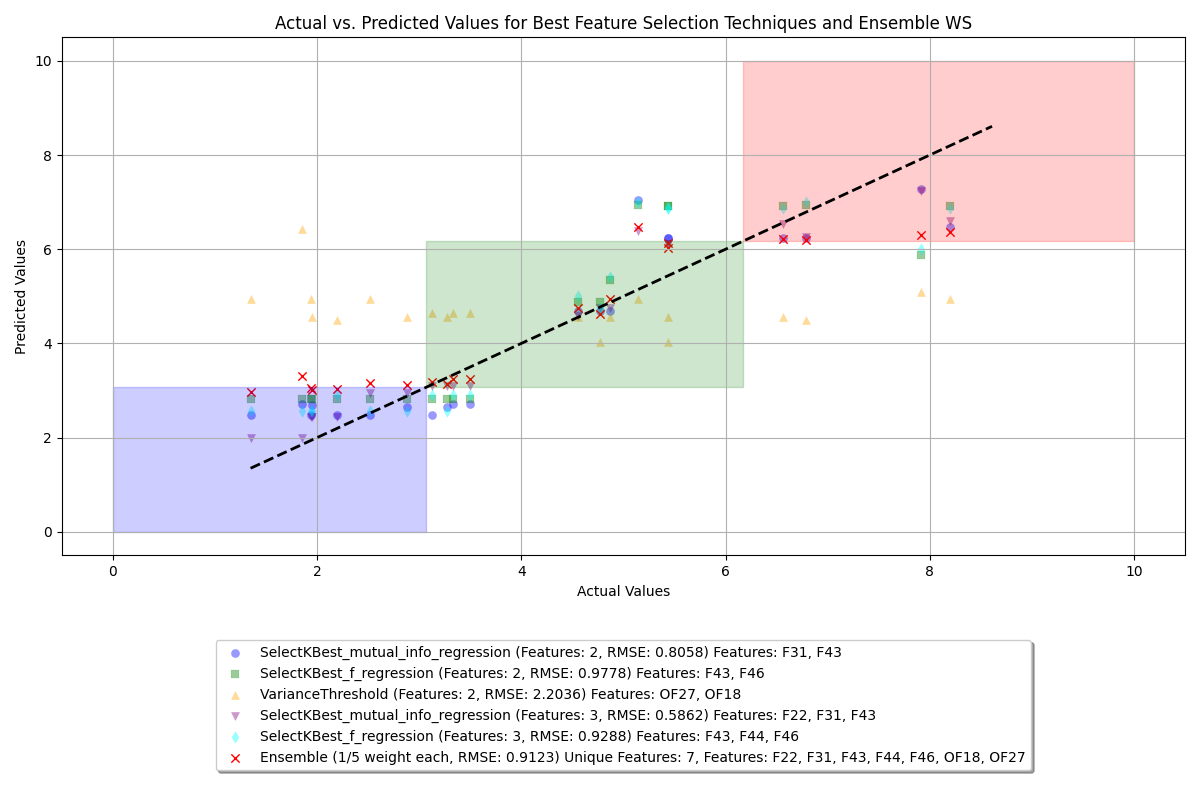 Actual vs. Predicted Values for Best Feature Selection Techniques and Ensemble WS
Predicted Values
10
8
6
4
2
0
0 2 4 6 8 10
Actual Values
SelectKBest_mutual_info_regression (Features: 2, RMSE: 0.8058) Features: F31, F43
SelectKBest_f_regression (Features: 2, RMSE: 0.9778) Features: F43, F46
VarianceThreshold (Features: 2, RMSE: 2.2036) Features: OF27, OF18
SelectKBest_mutual_info_regression (Features: 3, RMSE: 0.5862) Features: F22, F31, F43
SelectKBest_f_regression (Features: 3, RMSE: 0.9288) Features: F43, F44, F46
Ensemble (1/5 weight each, RMSE: 0.9123) Unique Features: 7, Features: F22, F31, F43, F44, F46, OF18, OF27